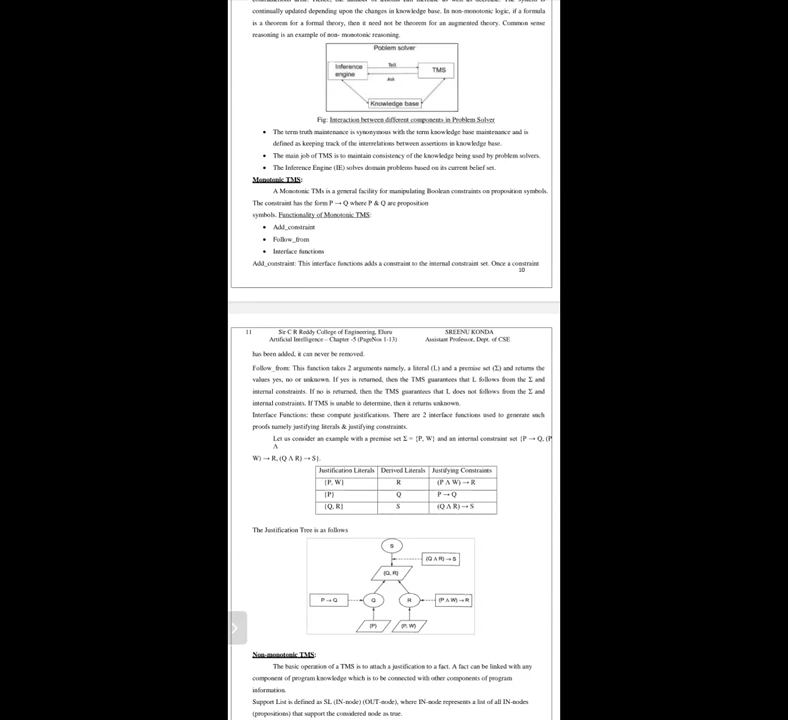 continually updated depending upon the changes in knowledge base. In non-monotonic logic, if a formula
is a theorem for a formal theory, then it need not be theorem for an augmented theory. Common sense
reasoning is an example of non- monotonic reasoning.
Poblem solver
Inference engine
Tell
Ask
TMS
Knowledge base
Fig: Interaction between different components in Problem Solver
• The term truth maintenance is synonymous with the term knowledge base maintenance and is
defined as keeping track of the interrelations between assertions in knowledge base.
• The main job of TMS is to maintain consistency of the knowledge being used by problem solvers.
• The Inference Engine (IE) solves domain problems based on its current belief set.
Monotonic TMS:
A Monotonic TMs is a general facility for manipulating Boolean constraints on proposition symbols.
The constraint has the form P → Q where P & Q are proposition
symbols. Functionality of Monotonic TMS:
• Add_constraint
• Follow_from
• Interface functions
Add_constraint: This interface functions adds a constraint to the internal constraint set. Once a constraint
10
11 Sir C R Reddy College of Engineering, Eluru SREENU KONDA
Artificial Intelligence – Chapter -5 (PageNos 1-13) Assistant Professor, Dept. of CSE
has been added, it can never be removed.
Follow_from: This function takes 2 arguments namely, a literal (L) and a premise set (Σ) and returns the
values yes, no or unknown. If yes is returned, then the TMS guarantees that L follows from the Σ and
internal constraints. If no is returned, then the TMS guarantees that L does not follows from the Σ and
internal constraints. If TMS is unable to determine, then it returns unknown.
Interface Functions: these compute justifications. There are 2 interface functions used to generate such
proofs namely justifying literals & justifying constraints.
Let us consider an example with a premise set Σ = {P, W} and an internal constraint set {P → Q, (P
Λ
W) → R, (Q Λ R) → S}.
Justification Literals Derived Literals Justifying Constraints
{P, W} R (P Λ W) → R
{P} Q P → Q
{Q, R} S (Q Λ R) → S
The Justification Tree is as follows
S
(Q Λ R) → S
{Q, R}
P → Q Q R (P Λ W) → R
{P} {P, W}
Non-monotonic TMS:
The basic operation of a TMS is to attach a justification to a fact. A fact can be linked with any
component of program knowledge which is to be connected with other components of program
information.
Support List is defined as SL (IN-node) (OUT-node), where IN-node represents a list of all IN-nodes
(propositions) that support the considered node as true.